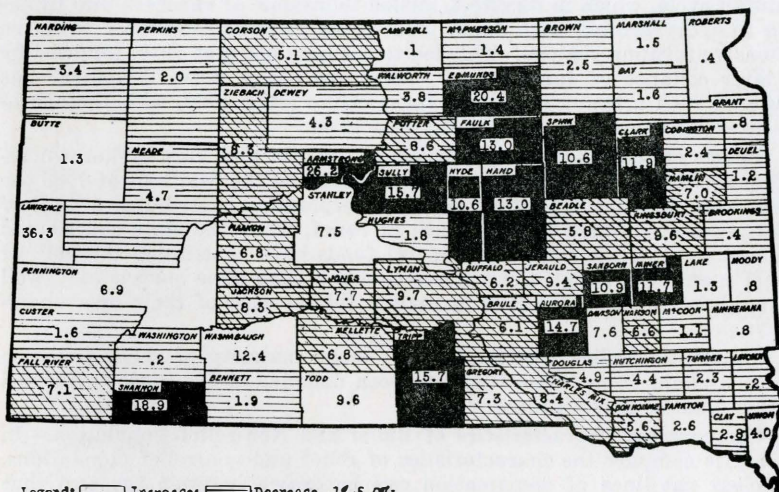 HARDING PERKINS CORSON CAMPBELL McPHERSON BROWN MARSHALL ROBERTS
3.4 2.0 5.1 .1 1.4 2.5 1.5 .4
WALWORTH EDMUNDS DAY GRANT
3.8 20.4 1.6 .8
ZIEBACH DEWEY POTTER FAULK SPINK CLARK CODINGTON DEUEL
8.3 4.3 8.6 13.0 10.6 11.9 2.4 1.2
BUTTE MEADE ARMSTRONG SULLY HYDE HAND HAMLIN
1.3 4.7 26.2 15.7 10.6 13.0 7.0
LAWRENCE HAAKON STANLEY HUGHES BEADLE KINGSBURY BROOKINGS
36.3 6.8 7.5 1.8 5.8 9.6 .4
PENNINGTON JACKSON JONES LYMAN BUFFALO JERAULD SANBORN MINER LAKE MOODY
6.9 8.3 7.7 9.7 6.2 9.4 10.9 11.7 1.3 .8
CUSTER WASHINGTON WASHABAUGH MELLETTE BRULE AURORA DAVISON HANSON McCOOK MINNEHAHA
1.6 .2 12.4 6.8 6.1 14.7 7.6 6.6 1.1 .8
FALL RIVER SHANNON BENNETT TODD TRIPP GREGORY CHARLES MIX DOUGLAS HUTCHINSON TURNER LINCOLN
7.1 18.9 1.9 9.6 15.7 7.3 8.4 4.9 4.4 2.3 .2
BON HOMME YANKTON CLAY UNION
5.6 2.6 2.8 4.0
Legend: Increase; Decrease